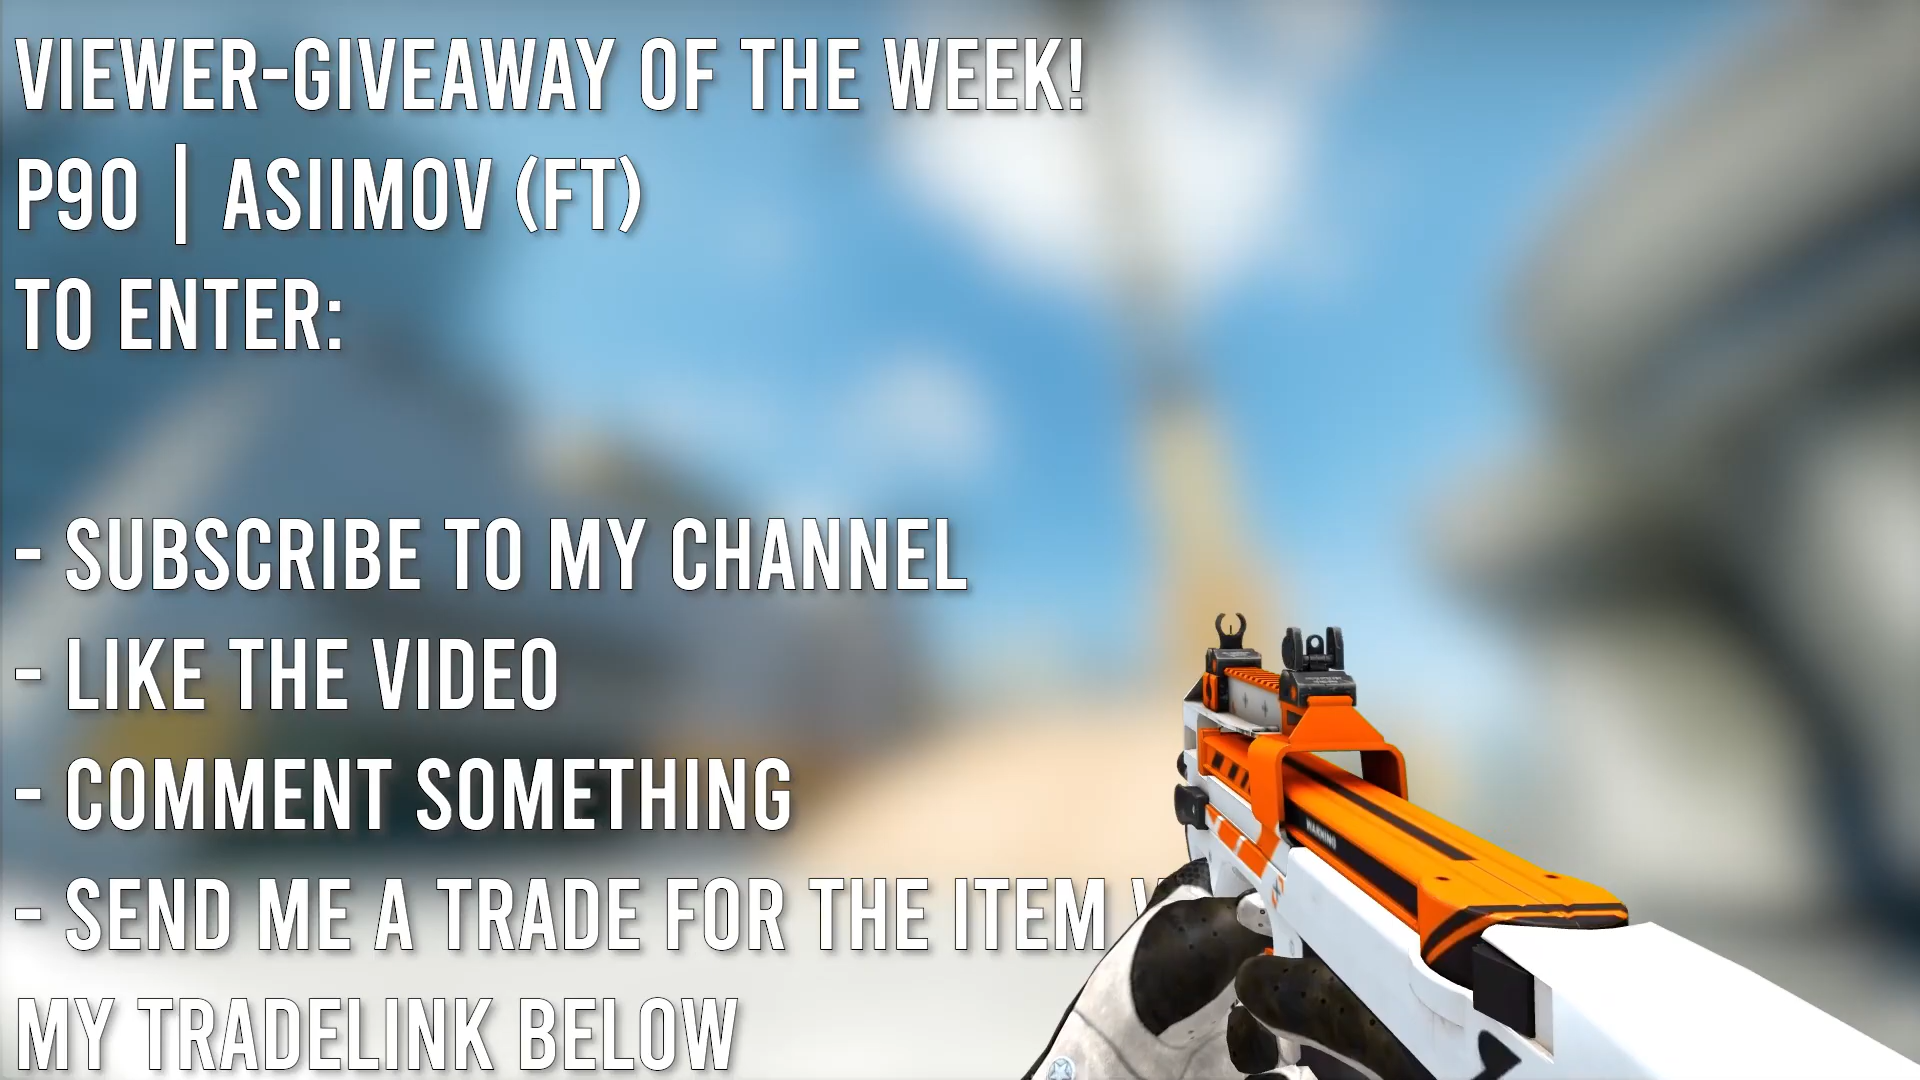 VIEWER-GIVEAWAY OF THE WEEK!
P90 | ASIIMOV (FT)
TO ENTER:
- SUBSCRIBE TO MY CHANNEL
- LIKE THE VIDEO
- COMMENT SOMETHING
- SEND ME A TRADE FOR THE ITEM
MY TRADELINK BELOW
WARNING